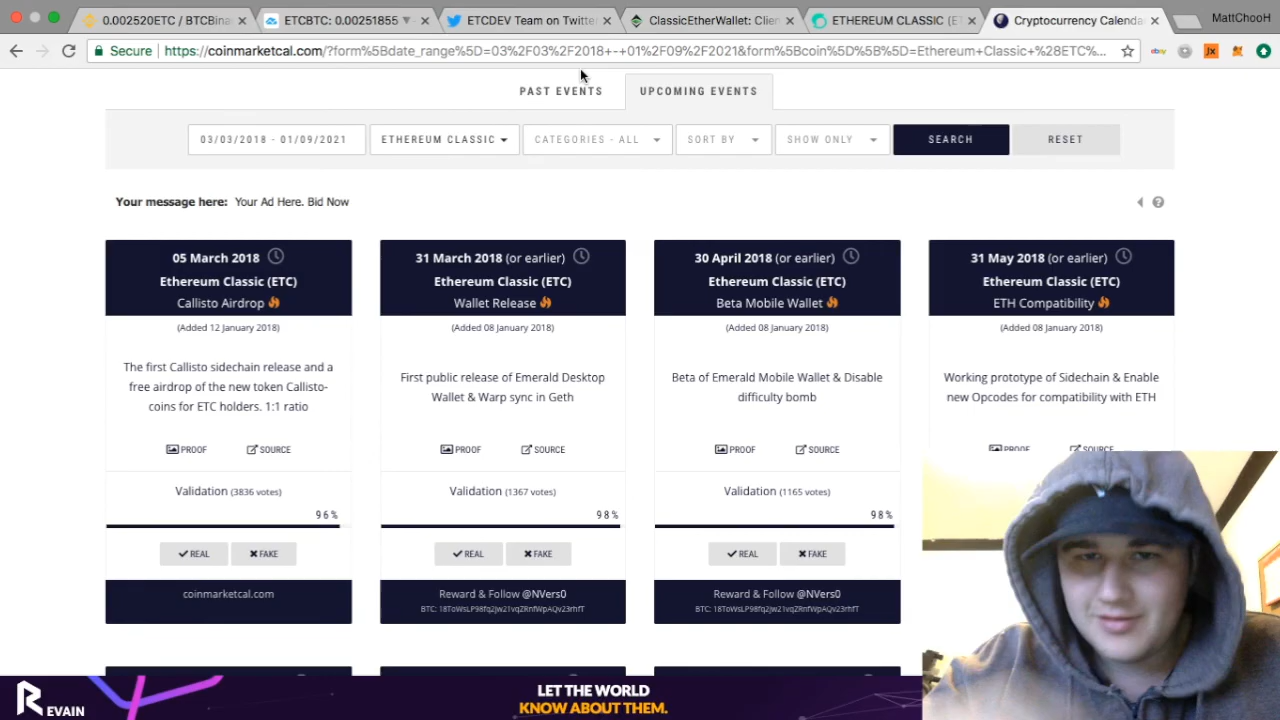 0.002520ETC / BTCBina
ETCBTC: 0.00251855
ETCDEV Team on Twitte
ClassicEtherWallet: Clien
ETHEREUM CLASSIC (ET
Cryptocurrency Calenda
MattChooH
Secure
https://coinmarketcal.com/?form%5Bdate_range%5D=03%2F03%2F2018+-+01%2F09%2F2021&form%5Bcoin%5D%5B%5D=Ethereum+Classic+%28ETC%...
ebay
JX
PAST EVENTS
UPCOMING EVENTS
03/03/2018 - 01/09/2021
ETHEREUM CLASSIC
CATEGORIES - ALL
SORT BY
SHOW ONLY
SEARCH
RESET
Your message here: Your Ad Here. Bid Now
05 March 2018
Ethereum Classic (ETC)
Callisto Airdrop
(Added 12 January 2018)
The first Callisto sidechain release and a
free airdrop of the new token Callisto-
coins for ETC holders. 1:1 ratio
PROOF
SOURCE
Validation (3836 votes)
96%
REAL
FAKE
coinmarketcal.com
31 March 2018 (or earlier)
Ethereum Classic (ETC)
Wallet Release
(Added 08 January 2018)
First public release of Emerald Desktop
Wallet & Warp sync in Geth
PROOF
SOURCE
Validation (1367 votes)
98%
REAL
FAKE
Reward & Follow @NVers0
BTC: 18ToWsLP98fq2jw21vqZRnfWpAQv23rhfT
30 April 2018 (or earlier)
Ethereum Classic (ETC)
Beta Mobile Wallet
(Added 08 January 2018)
Beta of Emerald Mobile Wallet & Disable
difficulty bomb
PROOF
SOURCE
Validation (1165 votes)
98%
REAL
FAKE
Reward & Follow @NVers0
BTC: 18ToWsLP98fq2jw21vqZRnfWpAQv23rhfT
31 May 2018 (or earlier)
Ethereum Classic (ETC)
ETH Compatibility
(Added 08 January 2018)
Working prototype of Sidechain & Enable
new Opcodes for compatibility with ETH
PROOF
SOURCE
REVAIN
LET THE WORLD
KNOW ABOUT THEM.